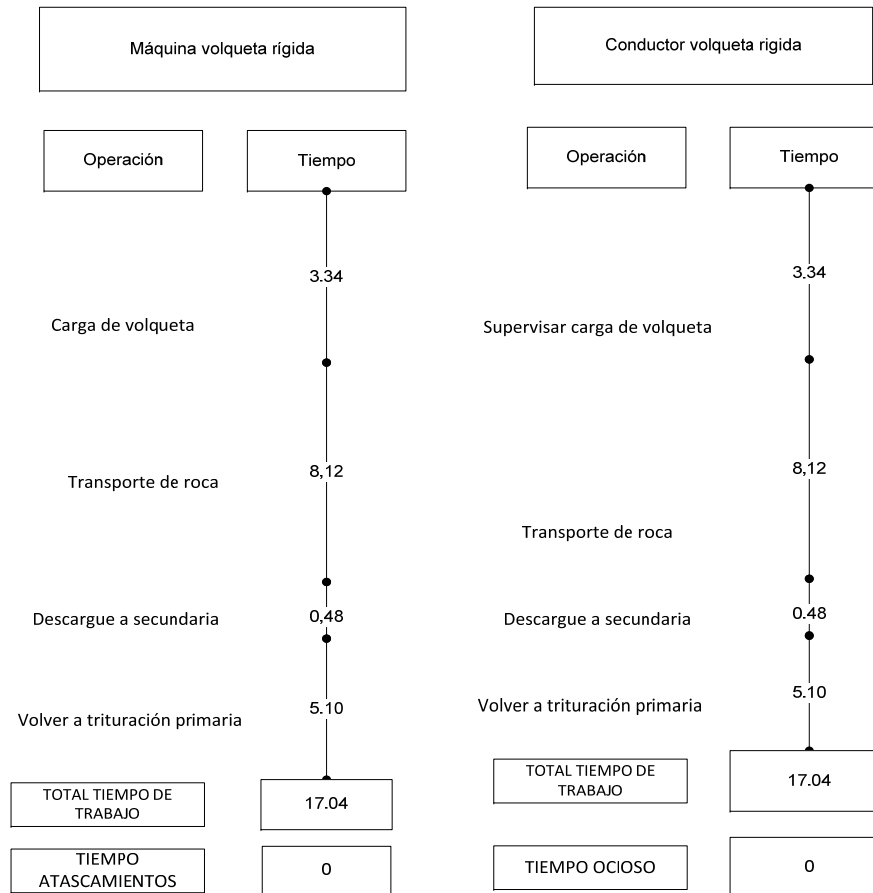 Máquina volqueta rígida
Operación
Tiempo
3.34
Carga de volqueta
8,12
Transporte de roca
0,48
Descargue a secundaria
5.10
Volver a trituración primaria
TOTAL TIEMPO DE
TRABAJO
17.04
TIEMPO
ATASCAMIENTOS
0
Conductor volqueta rigida
Operación
Tiempo
3.34
Supervisar carga de volqueta
8,12
Transporte de roca
0.48
Descargue a secundaria
5.10
Volver a trituración primaria
TOTAL TIEMPO DE
TRABAJO
17.04
TIEMPO OCIOSO
0